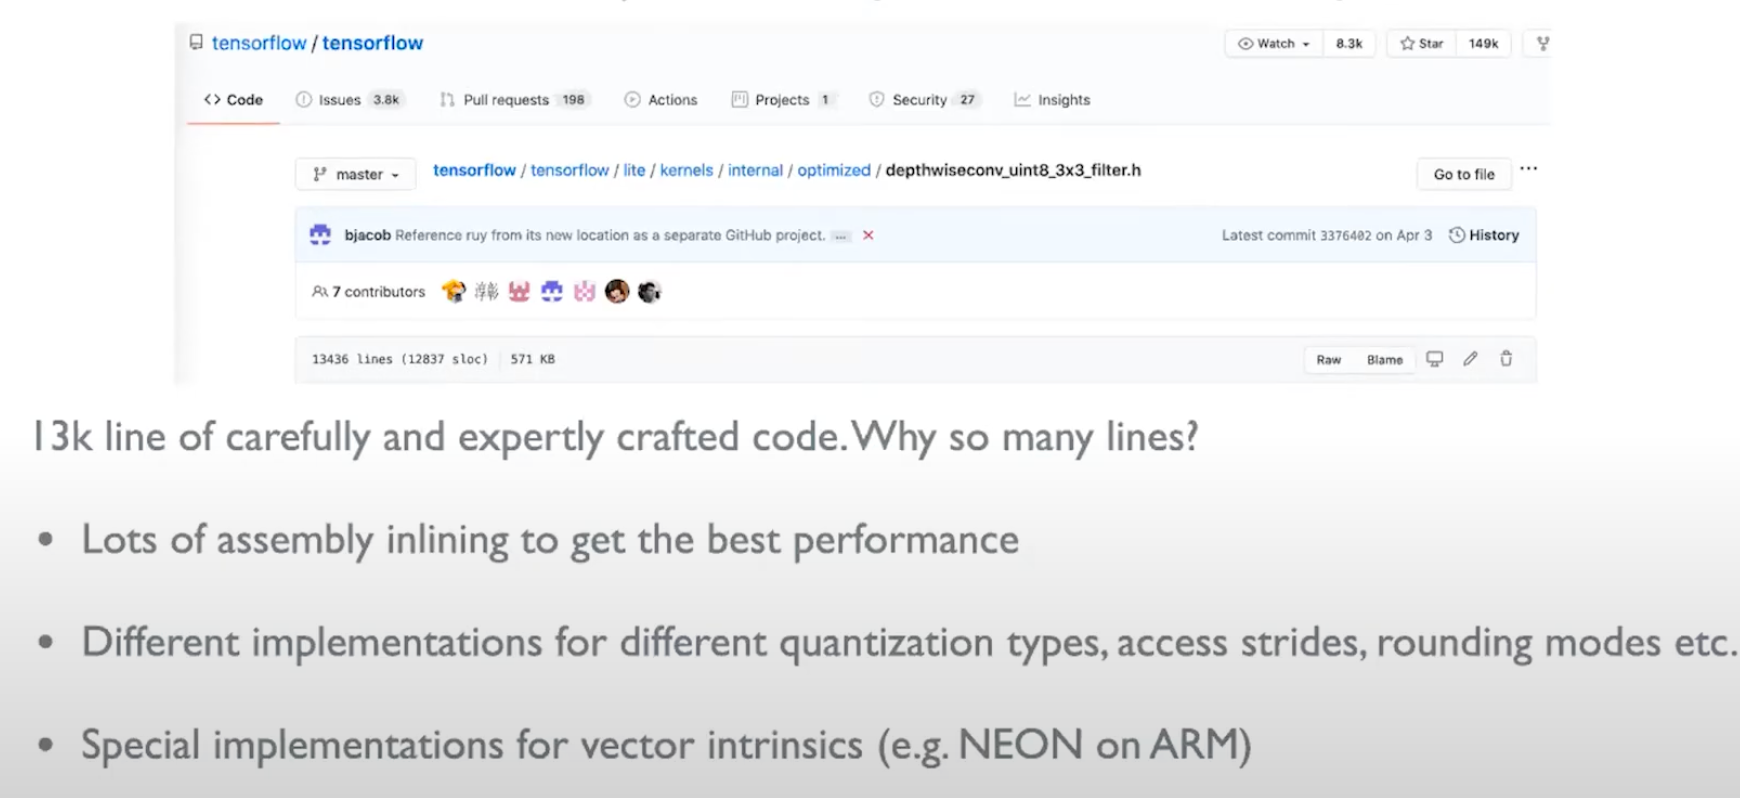 tensorflow / tensorflow
Watch 8.3k Star 149k
Code Issues 3.8k Pull requests 198 Actions Projects 1 Security 27 Insights
master tensorflow / tensorflow / lite / kernels / internal / optimized / depthwiseconv_uint8_3x3_filter.h Go to file ...
bjacob Reference ruy from its new location as a separate GitHub project. ... Latest commit 3376402 on Apr 3 History
7 contributors
13436 lines (12837 sloc) 571 KB Raw Blame
13k line of carefully and expertly crafted code. Why so many lines?
• Lots of assembly inlining to get the best performance
• Different implementations for different quantization types, access strides, rounding modes etc.
• Special implementations for vector intrinsics (e.g. NEON on ARM)